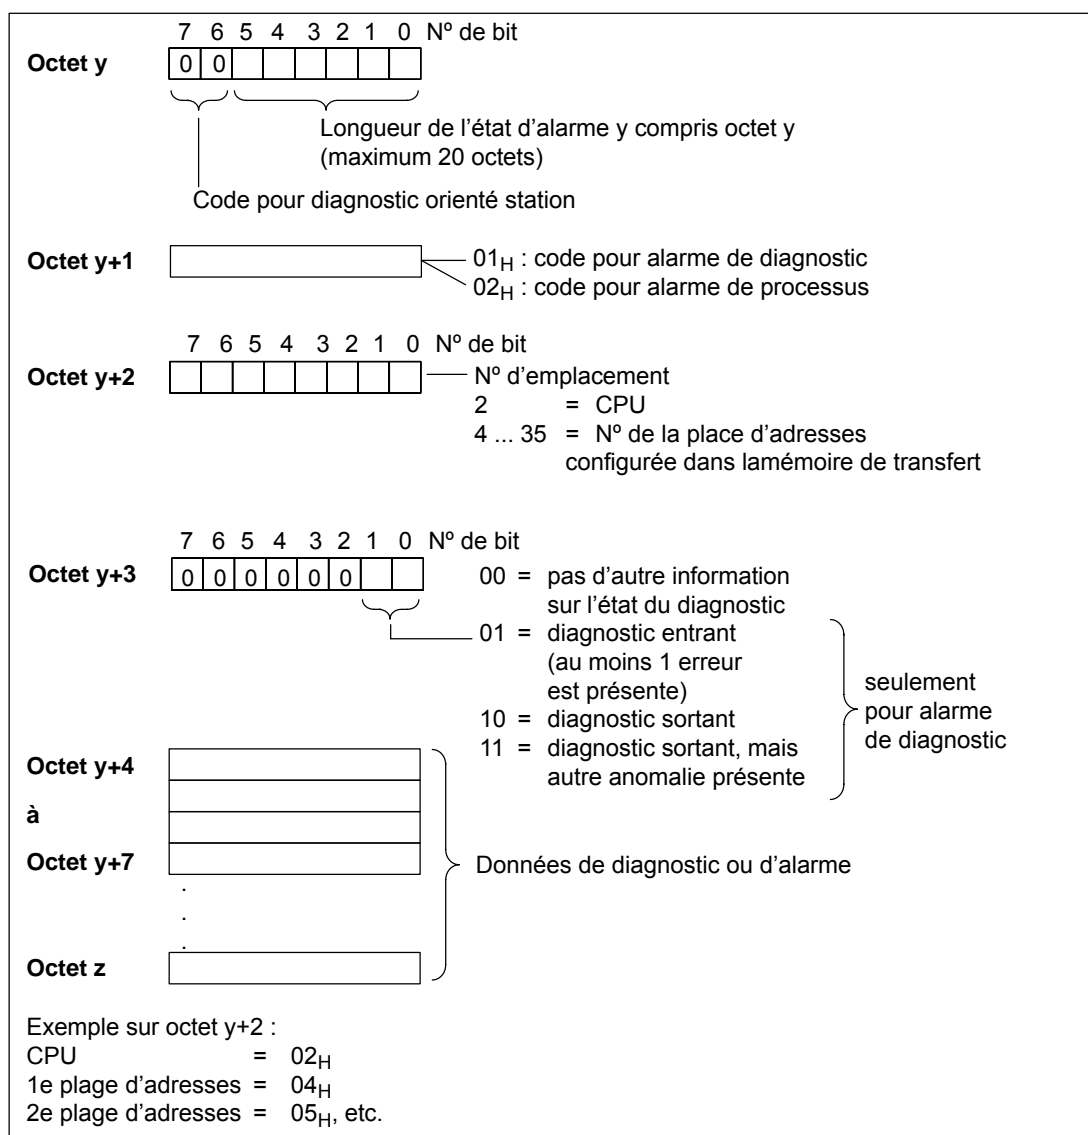 7 6 5 4 3 2 1 0 Nº de bit
Octet y
0 0
Longueur de l’état d’alarme y compris octet y
(maximum 20 octets)
Code pour diagnostic orienté station
Octet y+1
01H : code pour alarme de diagnostic
02H : code pour alarme de processus
7 6 5 4 3 2 1 0 Nº de bit
Octet y+2
Nº d’emplacement
2 = CPU
4 ... 35 = Nº de la place d’adresses
configurée dans lamémoire de transfert
7 6 5 4 3 2 1 0 Nº de bit
Octet y+3
0 0 0 0 0 0
00 = pas d’autre information
sur l’état du diagnostic
01 = diagnostic entrant
(au moins 1 erreur
est présente)
10 = diagnostic sortant
11 = diagnostic sortant, mais
autre anomalie présente
seulement
pour alarme
de diagnostic
Octet y+4
à
Octet y+7
.
.
.
Octet z
Données de diagnostic ou d’alarme
Exemple sur octet y+2 :
CPU = 02H
1e plage d’adresses = 04H
2e plage d’adresses = 05H, etc.